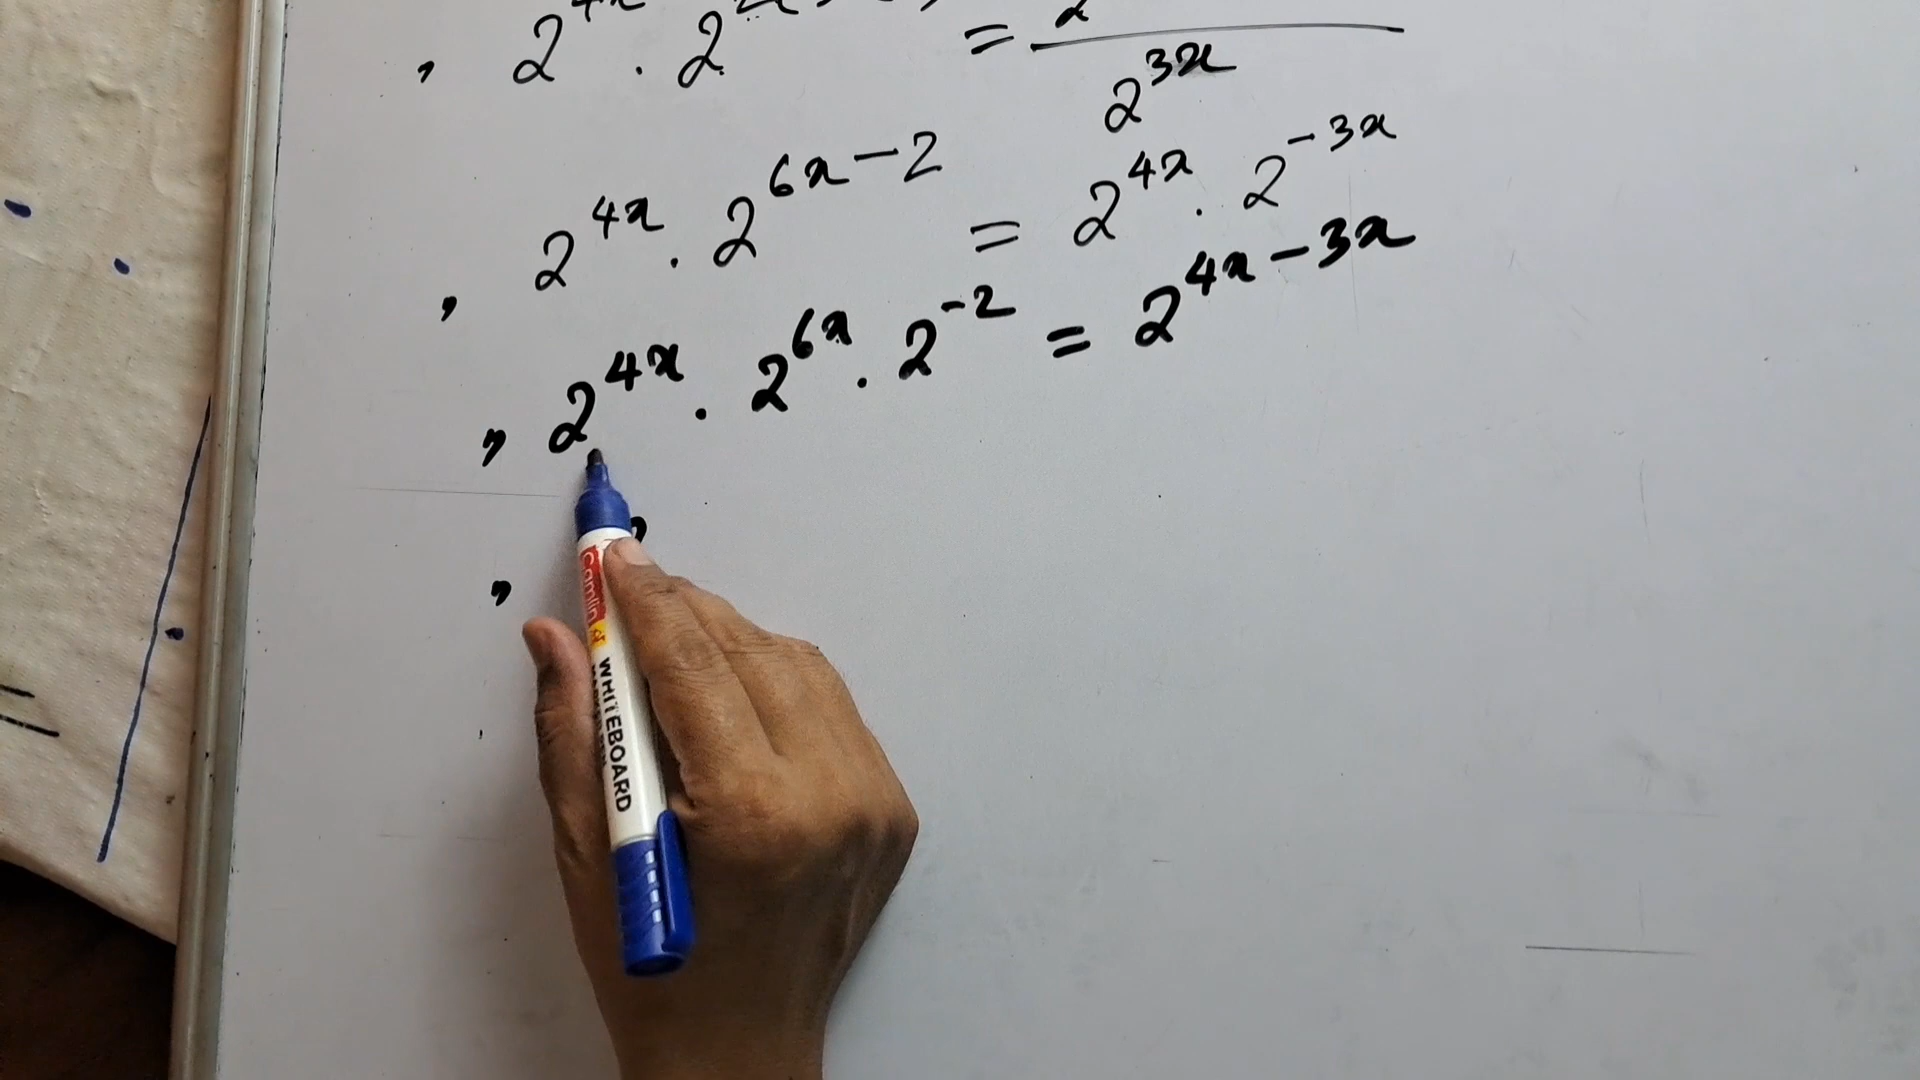 , 2^{4x} . 2 = 2 / 2^{3x}
, 2^{4x} . 2^{6x-2} = 2^{4x} . 2^{-3x}
,, 2^{4x} . 2^{6x} . 2^{-2} = 2^{4x-3x}
,
Camlin
WHITEBOARD